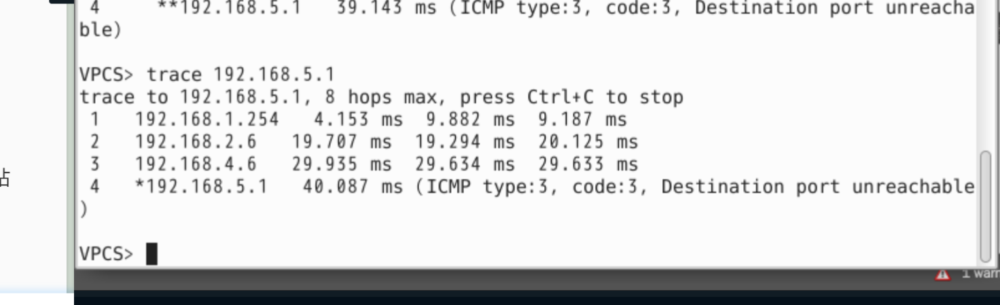 4     **192.168.5.1   39.143 ms (ICMP type:3, code:3, Destination port unreacha
ble)
VPCS> trace 192.168.5.1
trace to 192.168.5.1, 8 hops max, press Ctrl+C to stop
 1   192.168.1.254   4.153 ms  9.882 ms  9.187 ms
 2   192.168.2.6   19.707 ms  19.294 ms  20.125 ms
 3   192.168.4.6   29.935 ms  29.634 ms  29.633 ms
 4   *192.168.5.1   40.087 ms (ICMP type:3, code:3, Destination port unreachable
)
VPCS>